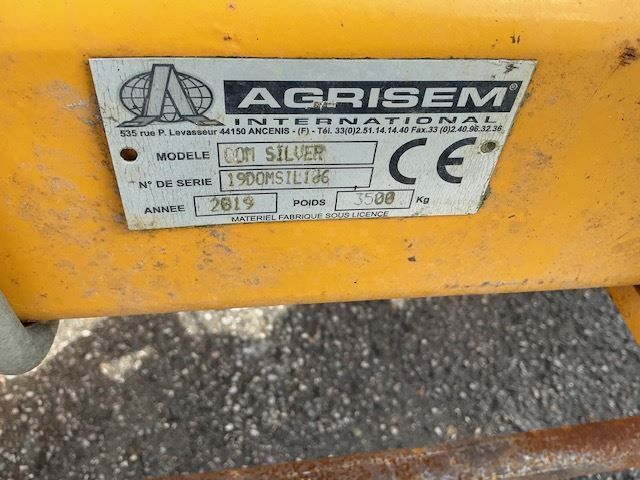 AGRISEM®
INTERNATIONAL
535 rue P. Levasseur 44150 ANCENIS - (F) - Tél. 33(0)2.51.14.14.40 Fax.33 (0)2.40.96.32.36
MODELE DOM SILVER CE
N° DE SERIE 19DOMSIL106
ANNEE 2019 POIDS 3500 Kg
MATERIEL FABRIQUE SOUS LICENCE